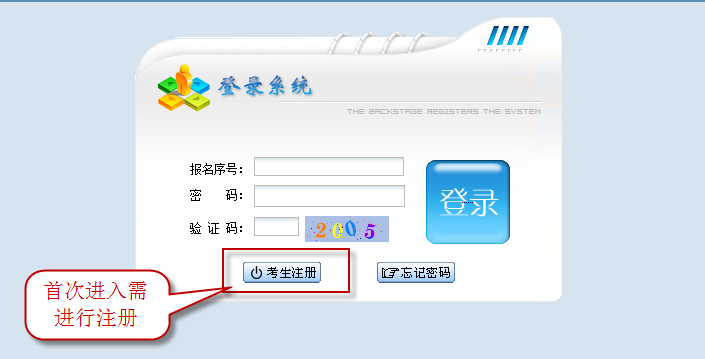 登录系统
THE BACKSTAGE REGISTERS THE SYSTEM
报名序号：
密 码：
登录
验 证 码：
2005
考生注册
忘记密码
首次进入需
进行注册